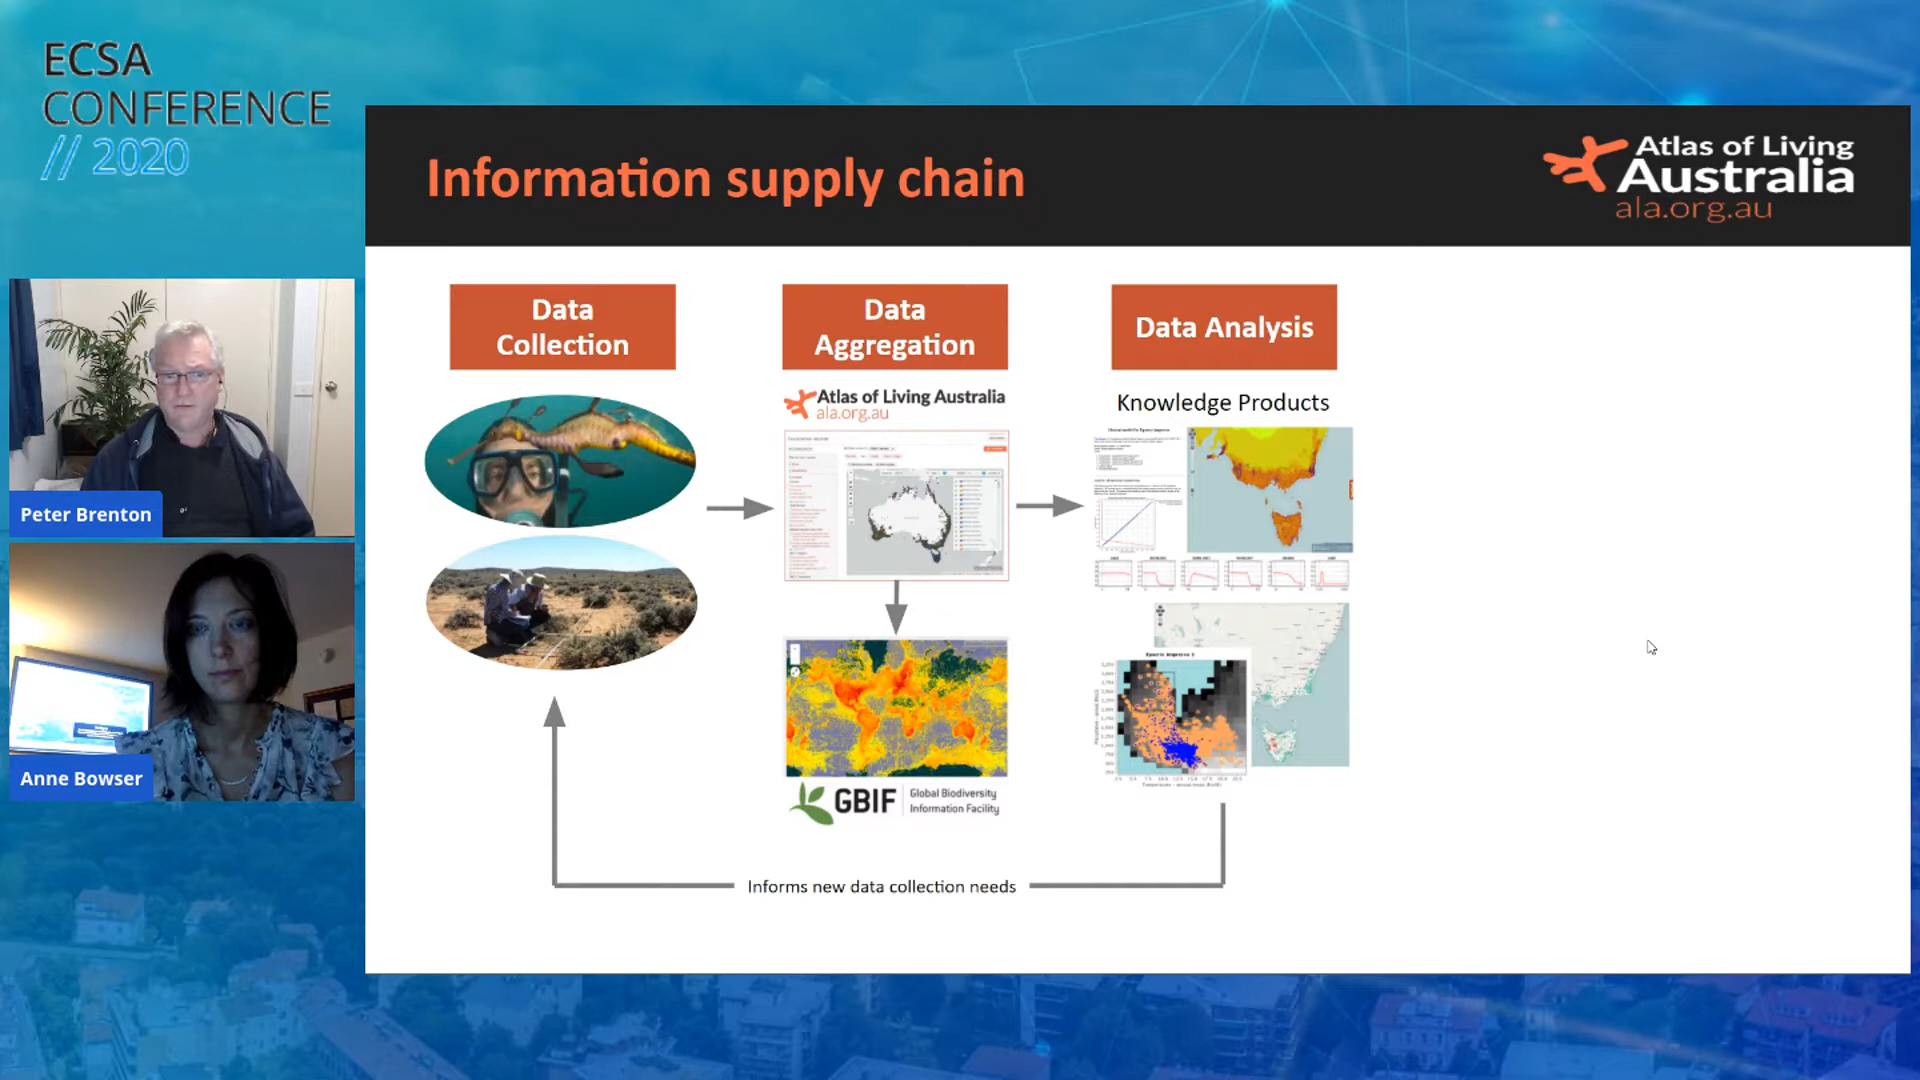 ECSA
CONFERENCE
// 2020
Information supply chain
Atlas of Living
Australia
ala.org.au
Data
Collection
Data
Aggregation
Data Analysis
Atlas of Living Australia
ala.org.au
Knowledge Products
Peter Brenton
Anne Bowser
GBIF
Global Biodiversity
Information Facility
Informs new data collection needs